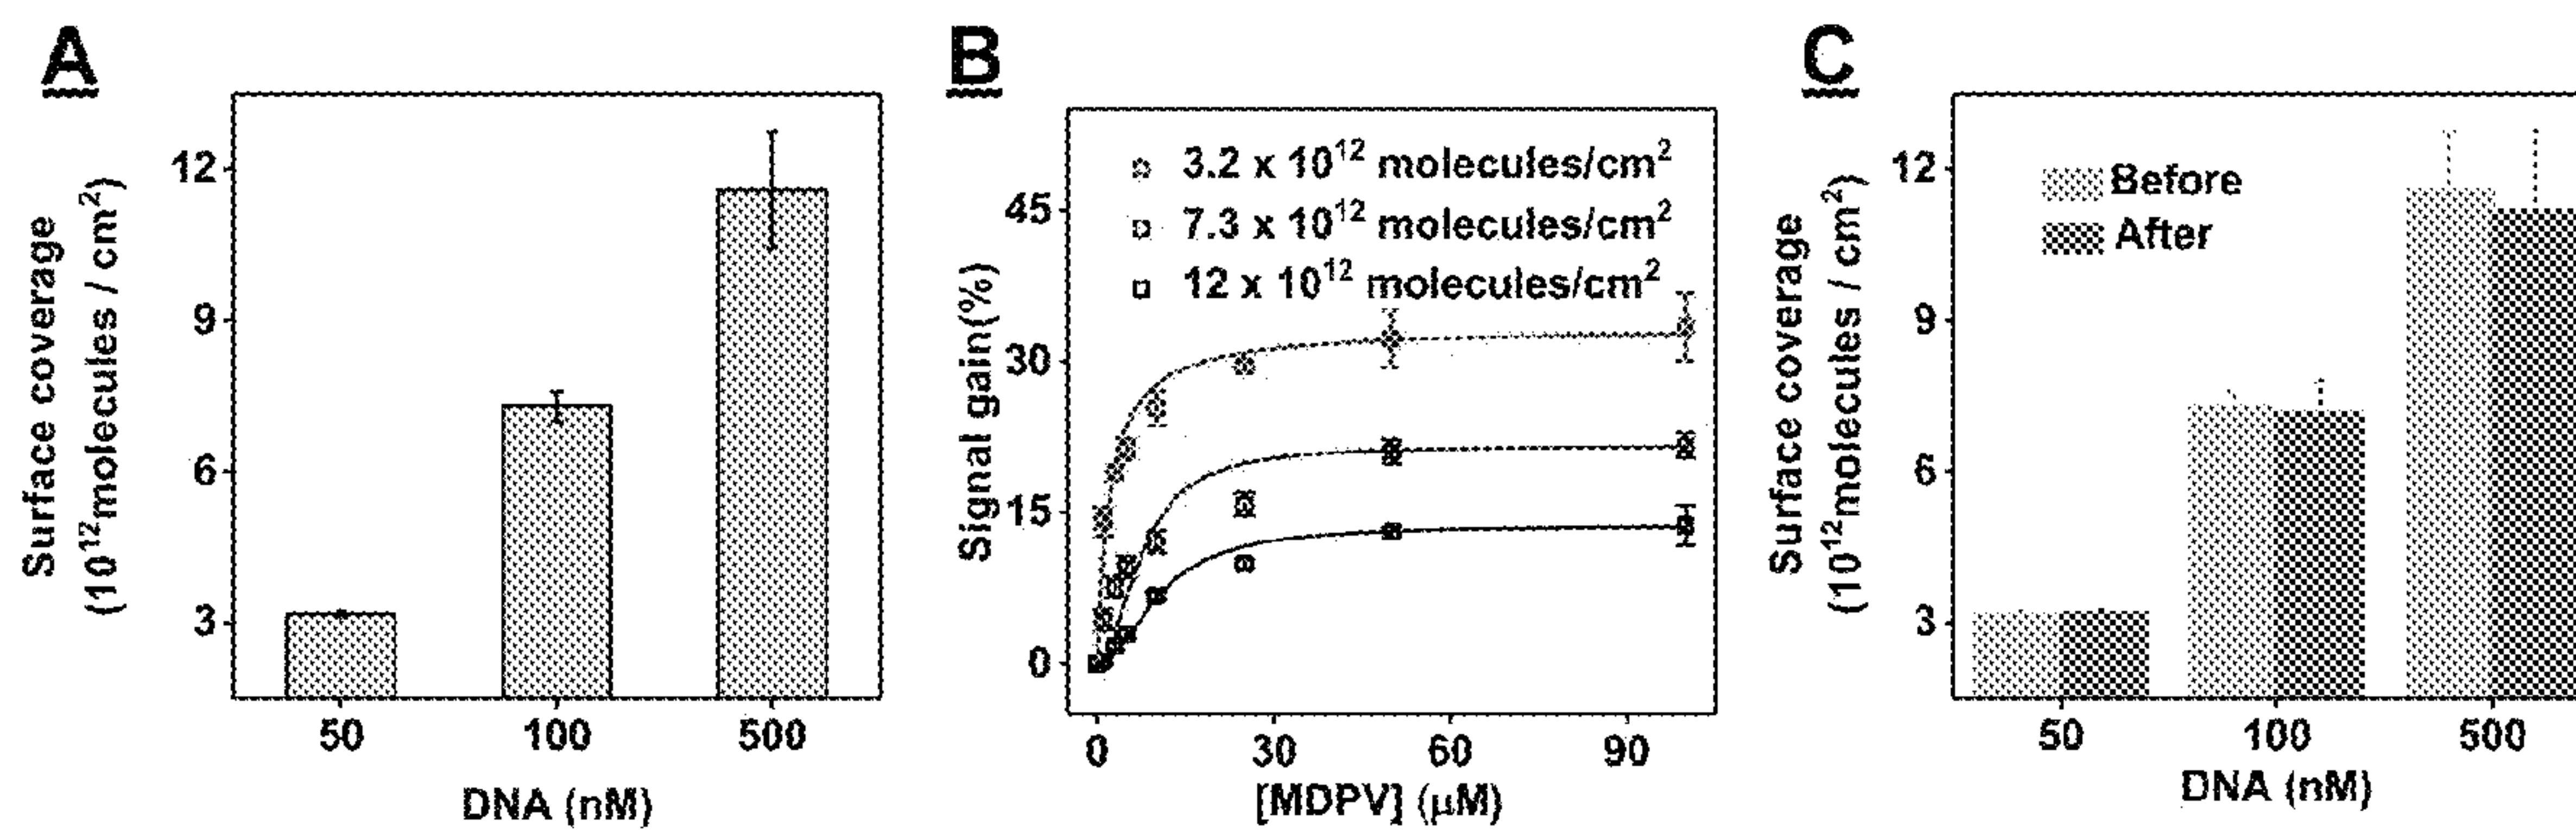 A
Surface coverage
(10¹²molecules / cm²)
12
9
6
3
50 100 500
DNA (nM)
B
Signal gain(%)
45
30
15
0
3.2 x 10¹² molecules/cm²
7.3 x 10¹² molecules/cm²
12 x 10¹² molecules/cm²
0 30 60 90
[MDPV] (μM)
C
Surface coverage
(10¹²molecules / cm²)
12
9
6
3
Before
After
50 100 500
DNA (nM)